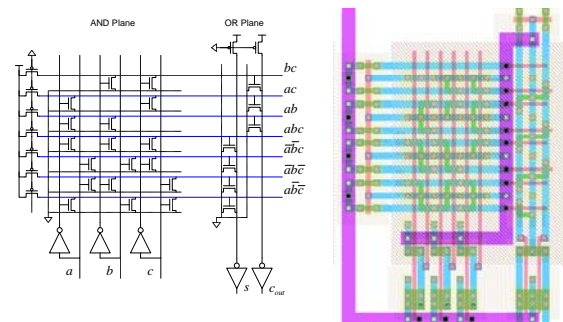 AND Plane OR Plane
bc
ac
ab
abc
a̅b̅c
a̅bc̅
ab̅c̅
a b c s c_out